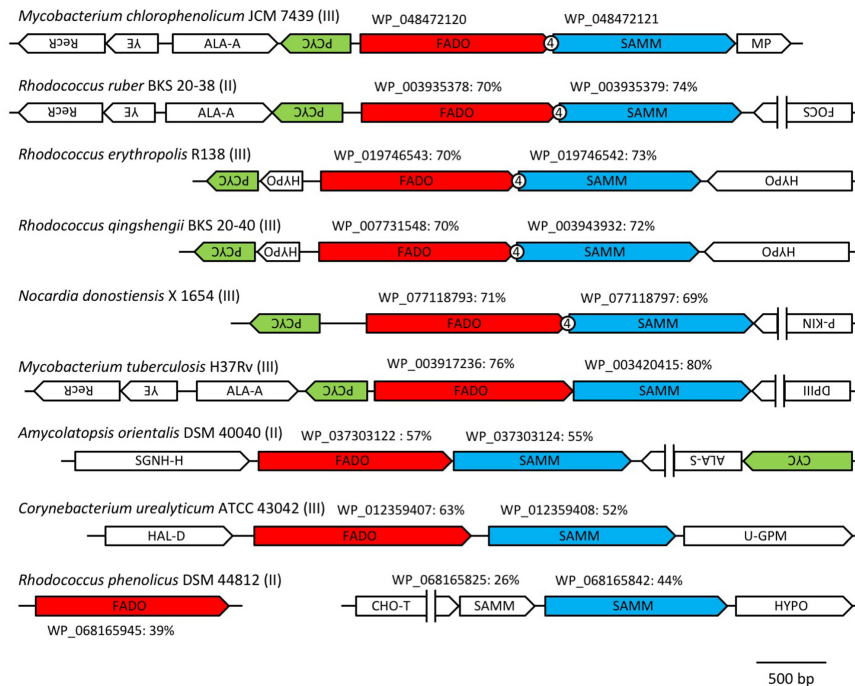 Mycobacterium chlorophenolicum JCM 7439 (III) WP_048472120 WP_048472121
RecR YE ALA-A PCYC FADO 4 SAMM MP
Rhodococcus ruber BKS 20-38 (II) WP_003935378: 70% WP_003935379: 74%
RecR YE ALA-A PCYC FADO 4 SAMM FOCS
Rhodococcus erythropolis R138 (III) WP_019746543: 70% WP_019746542: 73%
PCYC HYPO FADO 4 SAMM HYPO
Rhodococcus qingshengii BKS 20-40 (III) WP_007731548: 70% WP_003943932: 72%
PCYC HYPO FADO 4 SAMM HYPO
Nocardia donostiensis X 1654 (III) WP_077118793: 71% WP_077118797: 69%
PCYC FADO 4 SAMM P-KIN
Mycobacterium tuberculosis H37Rv (III) WP_003917236: 76% WP_003420415: 80%
RecR YE ALA-A PCYC FADO SAMM DPIII
Amycolatopsis orientalis DSM 40040 (II) WP_037303122 : 57% WP_037303124: 55%
SGNH-H FADO SAMM ALA-S CYC
Corynebacterium urealyticum ATCC 43042 (III) WP_012359407: 63% WP_012359408: 52%
HAL-D FADO SAMM U-GPM
Rhodococcus phenolicus DSM 44812 (II) WP_068165825: 26% WP_068165842: 44%
FADO CHO-T SAMM SAMM HYPO
WP_068165945: 39%
500 bp